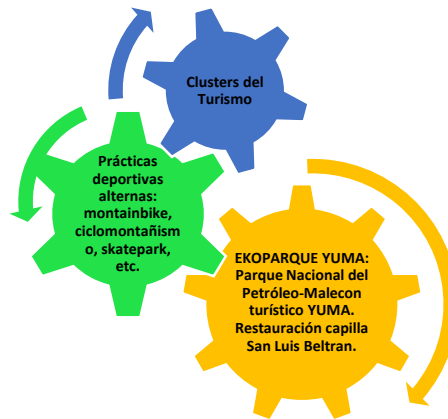 Clusters del
Turismo
Prácticas
deportivas
alternas:
montainbike,
ciclomontañism
o, skatepark,
etc.
EKOPARQUE YUMA:
Parque Nacional del
Petróleo-Malecon
turístico YUMA.
Restauración capilla
San Luis Beltran.